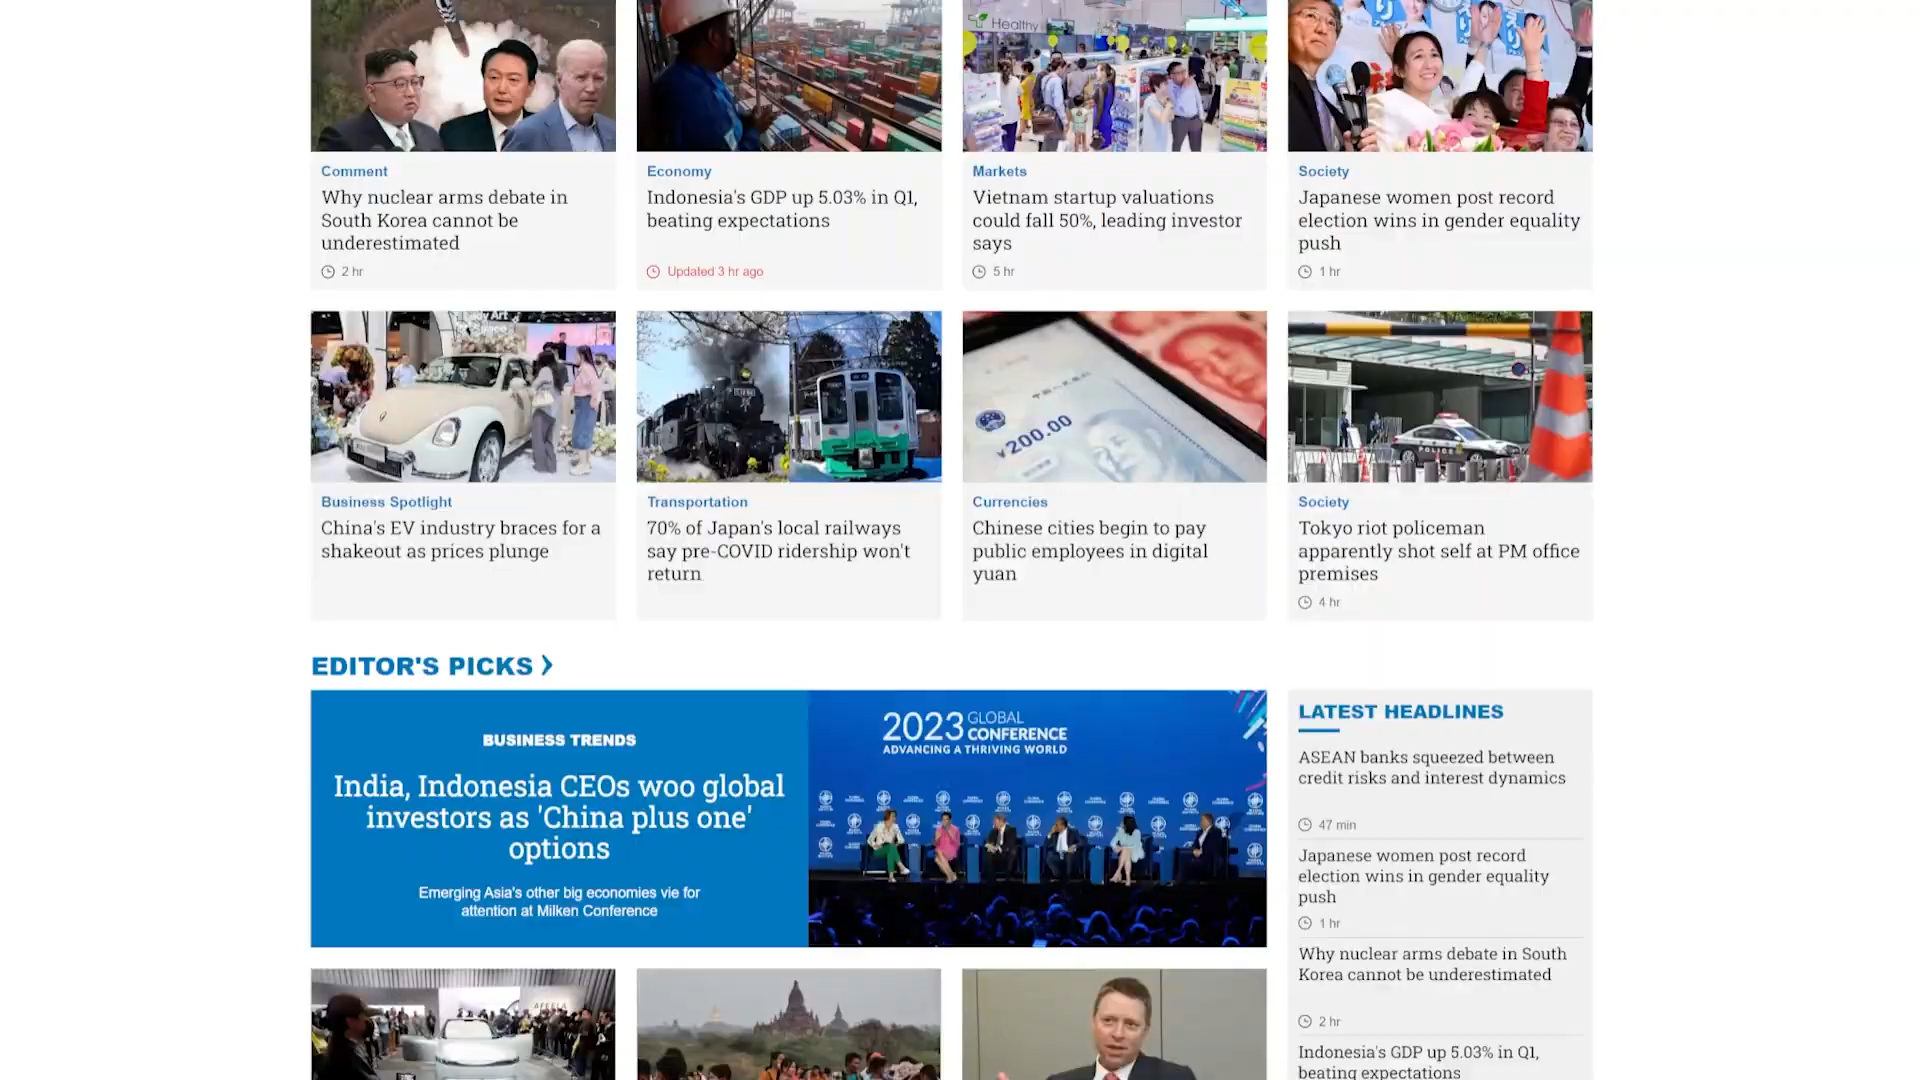 Healthy
Comment
Why nuclear arms debate in
South Korea cannot be
underestimated
2 hr
Economy
Indonesia's GDP up 5.03% in Q1,
beating expectations
Updated 3 hr ago
Markets
Vietnam startup valuations
could fall 50%, leading investor
says
5 hr
Society
Japanese women post record
election wins in gender equality
push
1 hr
Lady Art
Space
¥200.00
POLICE
Business Spotlight
China's EV industry braces for a
shakeout as prices plunge
Transportation
70% of Japan's local railways
say pre-COVID ridership won't
return
Currencies
Chinese cities begin to pay
public employees in digital
yuan
Society
Tokyo riot policeman
apparently shot self at PM office
premises
4 hr
EDITOR'S PICKS
BUSINESS TRENDS
India, Indonesia CEOs woo global
investors as 'China plus one'
options
Emerging Asia's other big economies vie for
attention at Milken Conference
2023 GLOBAL
CONFERENCE
ADVANCING A THRIVING WORLD
LATEST HEADLINES
ASEAN banks squeezed between
credit risks and interest dynamics
47 min
Japanese women post record
election wins in gender equality
push
1 hr
Why nuclear arms debate in South
Korea cannot be underestimated
2 hr
Indonesia's GDP up 5.03% in Q1,
beating expectations
AFEELA